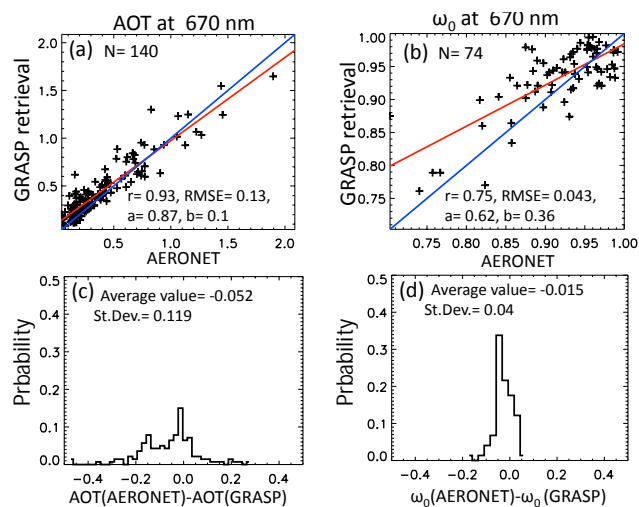 AOT at 670 nm
(a) N= 140
2.0
1.5
1.0
0.5
GRASP retrieval
r= 0.93, RMSE= 0.13,
a= 0.87, b= 0.1
0.5 1.0 1.5 2.0
AERONET
ω0 at 670 nm
(b) N= 74
1.00
0.95
0.90
0.85
0.80
0.75
GRASP retrieval
r= 0.75, RMSE= 0.043,
a= 0.62, b= 0.36
0.75 0.80 0.85 0.90 0.95 1.00
AERONET
(c) Average value= -0.052
St.Dev.= 0.119
0.5
0.4
0.3
0.2
0.1
0.0
Prbability
-0.4 -0.2 0.0 0.2 0.4
AOT(AERONET)-AOT(GRASP)
(d) Average value= -0.015
St.Dev.= 0.04
0.5
0.4
0.3
0.2
0.1
0.0
Prbability
-0.4 -0.2 0.0 0.2 0.4
ω0(AERONET)-ω0 (GRASP)